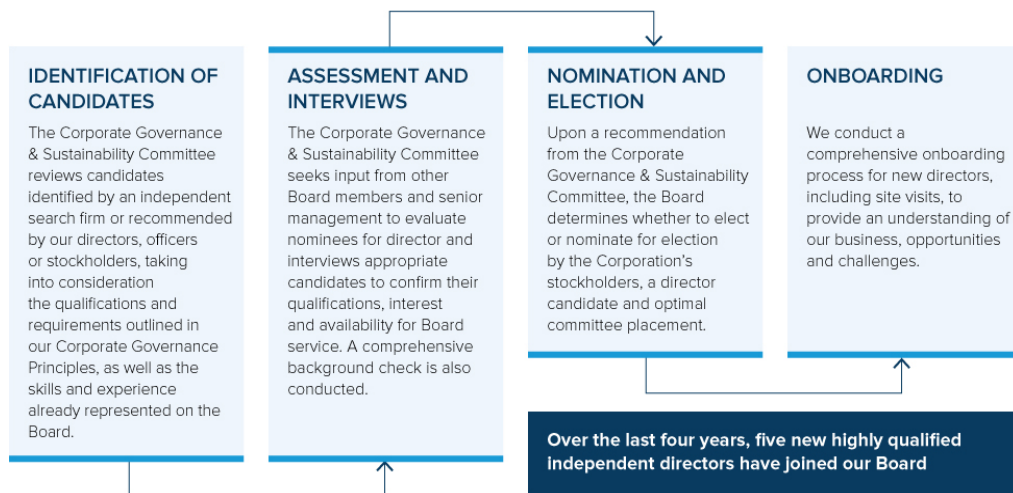 IDENTIFICATION OF
CANDIDATES
The Corporate Governance
& Sustainability Committee
reviews candidates
identified by an independent
search firm or recommended
by our directors, officers
or stockholders, taking
into consideration
the qualifications and
requirements outlined in
our Corporate Governance
Principles, as well as the
skills and experience
already represented on the
Board.
ASSESSMENT AND
INTERVIEWS
The Corporate Governance
& Sustainability Committee
seeks input from other
Board members and senior
management to evaluate
nominees for director and
interviews appropriate
candidates to confirm their
qualifications, interest
and availability for Board
service. A comprehensive
background check is also
conducted.
NOMINATION AND
ELECTION
Upon a recommendation
from the Corporate
Governance & Sustainability
Committee, the Board
determines whether to elect
or nominate for election
by the Corporation's
stockholders, a director
candidate and optimal
committee placement.
ONBOARDING
We conduct a
comprehensive onboarding
process for new directors,
including site visits, to
provide an understanding of
our business, opportunities
and challenges.
Over the last four years, five new highly qualified
independent directors have joined our Board